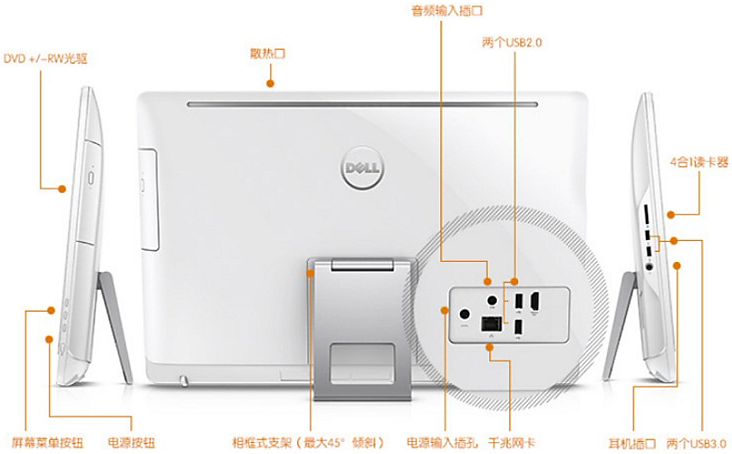 音频输入插口
两个USB2.0
散热口
DVD +/-RW光驱
DELL
4合1读卡器
屏幕菜单按钮
电源按钮
相框式支架（最大45°倾斜）
电源输入插孔
千兆网卡
耳机插口
两个USB3.0